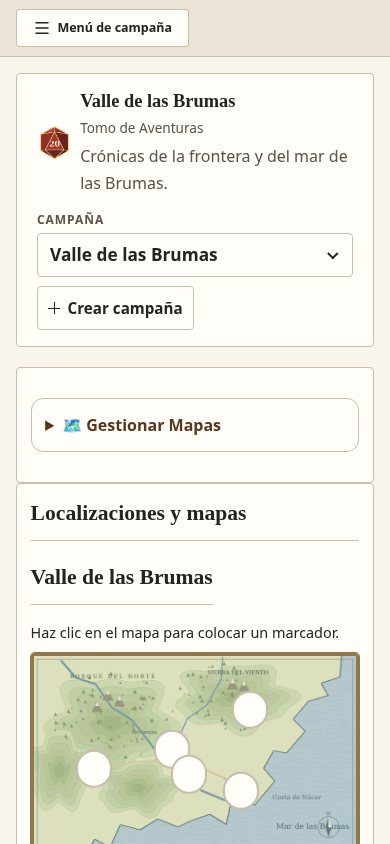 Menú de campaña
Valle de las Brumas
Tomo de Aventuras
20
Crónicas de la frontera y del mar de
las Brumas.
CAMPAÑA
Valle de las Brumas
Crear campaña
Gestionar Mapas
Localizaciones y mapas
Valle de las Brumas
Haz clic en el mapa para colocar un marcador.
BOSQUE DEL NORTE
SIERRA DEL VIENTO
Costa de Nácar
N
Mar de las Brumas